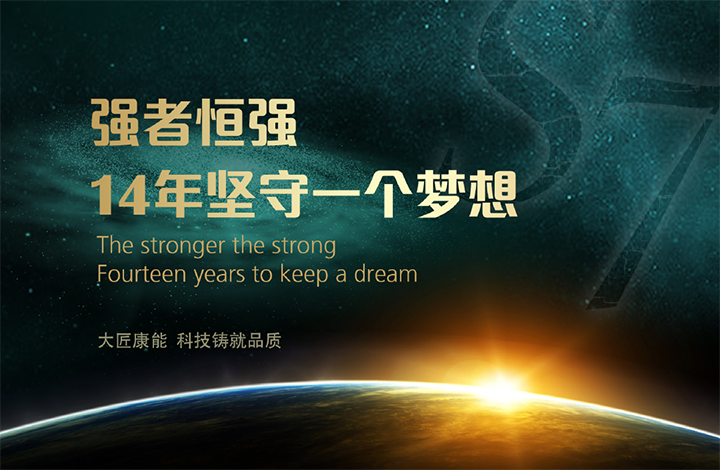 强者恒强
14年坚守一个梦想
The stronger the strong
Fourteen years to keep a dream
大匠康能 科技铸就品质
S7